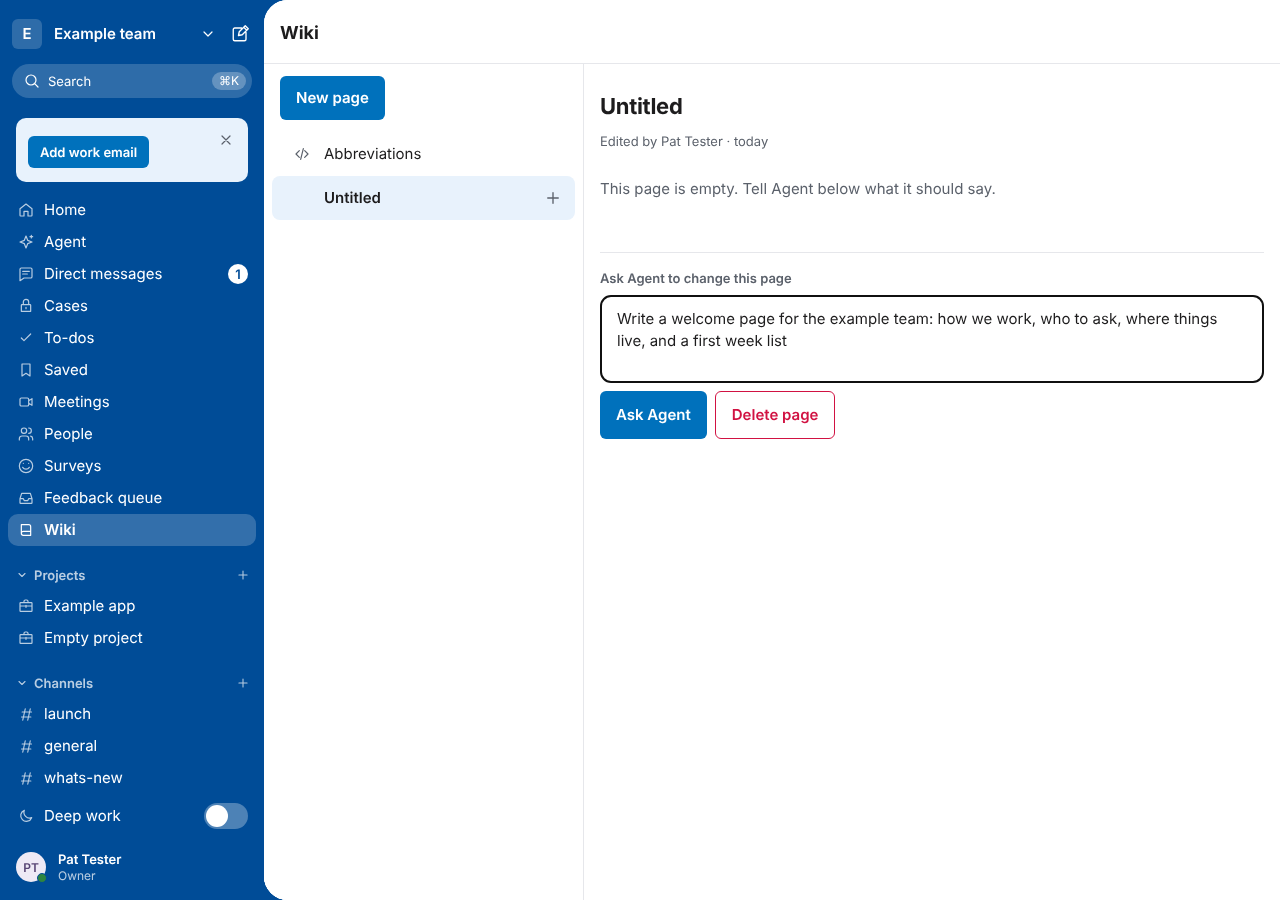 E
Example team
Search
⌘K
Add work email
Home
Agent
Direct messages
1
Cases
To-dos
Saved
Meetings
People
Surveys
Feedback queue
Wiki
Projects
Example app
Empty project
Channels
launch
general
whats-new
Deep work
PT
Pat Tester
Owner
Wiki
New page
Abbreviations
Untitled
Untitled
Edited by Pat Tester · today
This page is empty. Tell Agent below what it should say.
Ask Agent to change this page
Write a welcome page for the example team: how we work, who to ask, where things
live, and a first week list
Ask Agent
Delete page